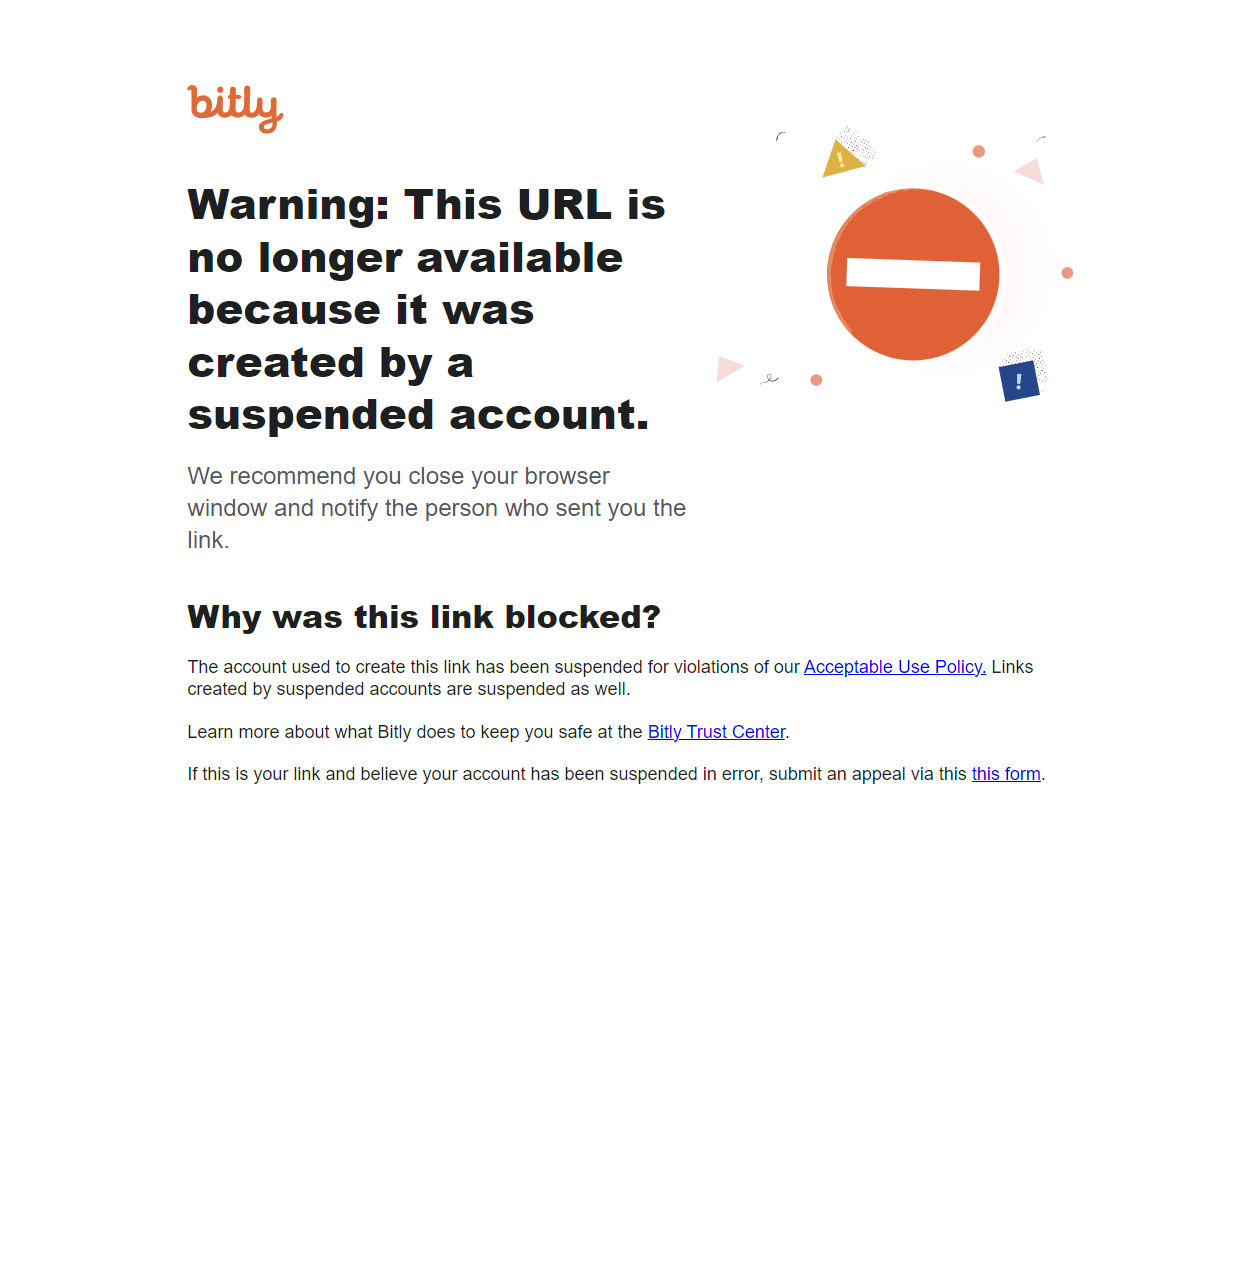 bitly
Warning: This URL is
no longer available
because it was
created by a
suspended account.
We recommend you close your browser
window and notify the person who sent you the
link.
Why was this link blocked?
The account used to create this link has been suspended for violations of our Acceptable Use Policy. Links
created by suspended accounts are suspended as well.
Learn more about what Bitly does to keep you safe at the Bitly Trust Center.
If this is your link and believe your account has been suspended in error, submit an appeal via this this form.